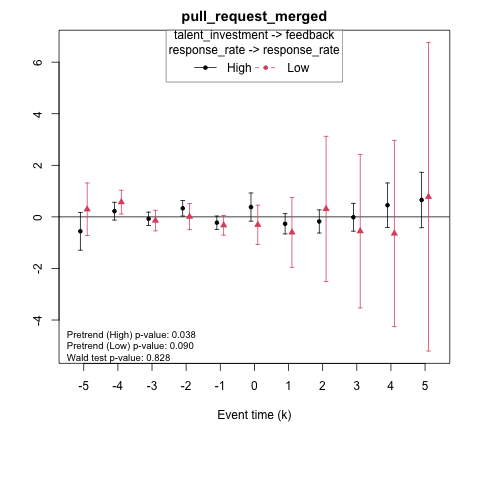 pull_request_merged
talent_investment -> feedback
response_rate -> response_rate
High Low
6
4
2
0
-2
-4
Pretrend (High) p-value: 0.038
Pretrend (Low) p-value: 0.090
Wald test p-value: 0.828
-5 -4 -3 -2 -1 0 1 2 3 4 5
Event time (k)